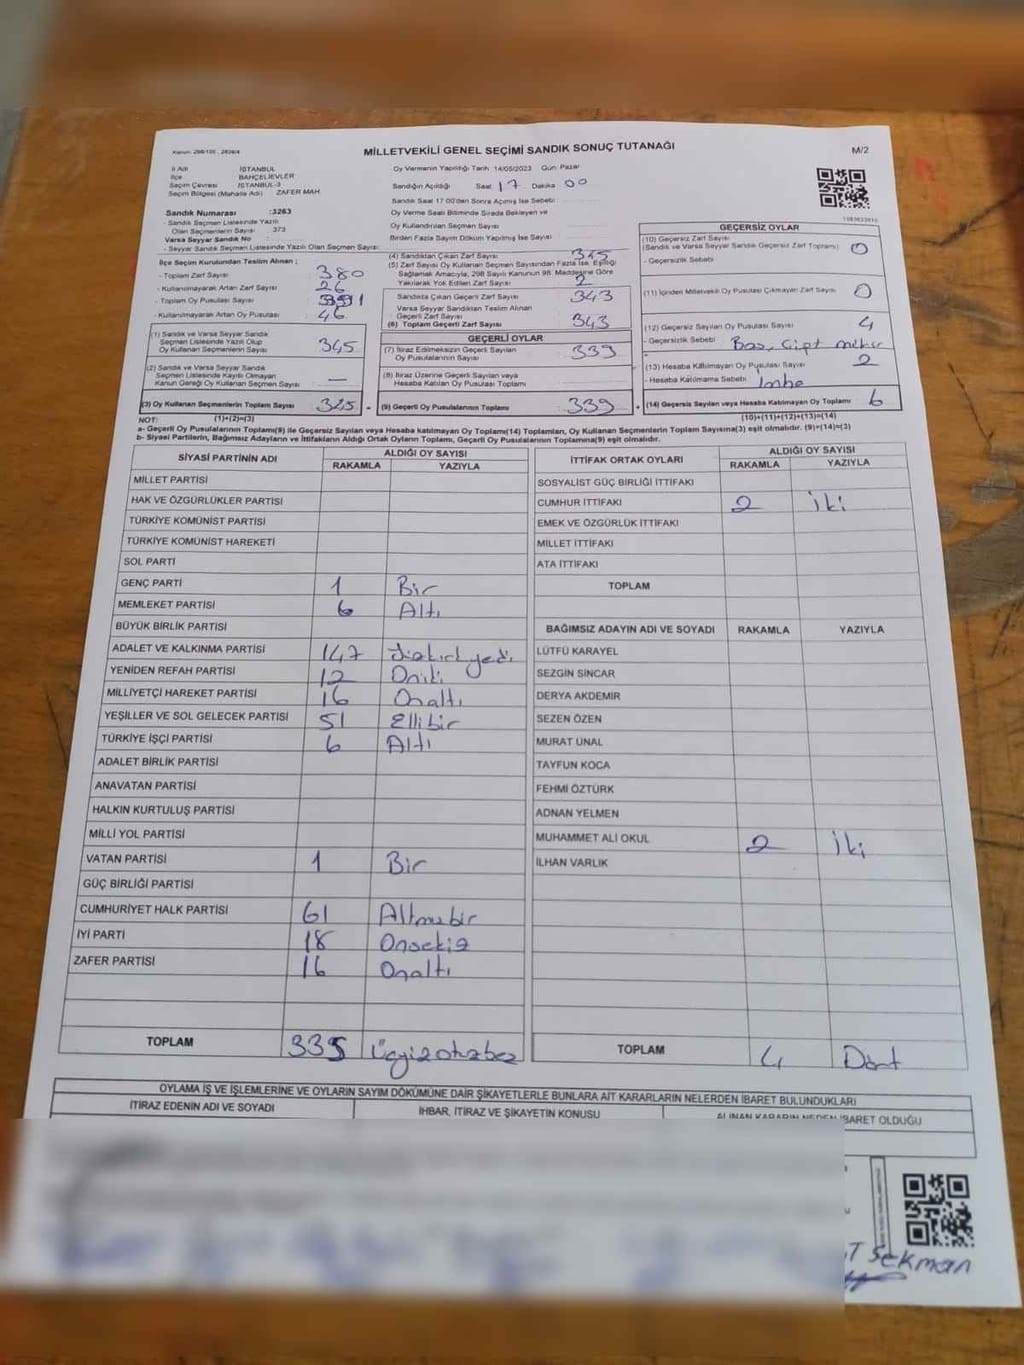 Kanun: 298/105 , 2839/4
MİLLETVEKİLİ GENEL SEÇİMİ SANDIK SONUÇ TUTANAĞI
M/2
İl Adı İSTANBUL
İlçe BAHÇELİEVLER
Seçim Çevresi İSTANBUL-3
Seçim Bölgesi (Mahalle Adı) ZAFER MAH
Oy Vermenin Yapıldığı Tarih 14/05/2023 Gün Pazar
Sandığın Açıldığı Saat 17 Dakika 00
Sandık Saat 17:00'den Sonra Açılmış İse Sebebi
Oy Verme Saati Bitiminde Sırada Bekleyen ve
Oy Kullandırılan Seçmen Sayısı
Birden Fazla Sayım Döküm Yapılmış İse Sayısı
Sandık Numarası :3263
- Sandık Seçmen Listesinde Yazılı
Olan Seçmenlerin Sayısı : 373
Varsa Seyyar Sandık No :
- Seyyar Sandık Seçmen Listesinde Yazılı Olan Seçmen Sayısı:
İlçe Seçim Kurulundan Teslim Alınan ;
- Toplam Zarf Sayısı 380
- Kullanılmayarak Artan Zarf Sayısı 26
- Toplam Oy Pusulası Sayısı
- Kullanılmayarak Artan Oy Pusulası 46
(1) Sandık ve Varsa Seyyar Sandık
Seçmen Listesinde Yazılı Olup
Oy Kullanan Seçmenlerin Sayısı 345
(2) Sandık ve Varsa Seyyar Sandık
Seçmen Listesinde Kayıtlı Olmayan
Kanun Gereği Oy Kullanan Seçmen Sayısı —
(3) Oy Kullanan Seçmenlerin Toplam Sayısı 345
(4) Sandıktan Çıkan Zarf Sayısı 345
(5) Zarf Sayısı Oy Kullanan Seçmen Sayısından Fazla İse, Eşitliği
Sağlamak Amacıyla, 298 Sayılı Kanunun 98. Maddesine Göre
Yakılarak Yok Edilen Zarf Sayısı 2
Sandıkta Çıkan Geçerli Zarf Sayısı 343
Varsa Seyyar Sandıktan Teslim Alınan
Geçerli Zarf Sayısı
(6) Toplam Geçerli Zarf Sayısı 343
GEÇERLİ OYLAR
(7) İtiraz Edilmeksizin Geçerli Sayılan
Oy Pusulalarının Sayısı 339
(8) İtiraz Üzerine Geçerli Sayılan veya
Hesaba Katılan Oy Pusulası Toplamı
(9) Geçerli Oy Pusulalarının Toplamı 339
GEÇERSİZ OYLAR
(10) Geçersiz Zarf Sayısı
(Sandık ve Varsa Seyyar Sandık Geçersiz Zarf Toplamı) 0
- Geçersizlik Sebebi
(11) İçinden Milletvekili Oy Pusulası Çıkmayan Zarf Sayısı 0
(12) Geçersiz Sayılan Oy Pusulası Sayısı 4
- Geçersizlik Sebebi
(13) Hesaba Katılmayan Oy Pusulası Sayısı 2
- Hesaba Katılmama Sebebi İmha
(14) Geçersiz Sayılan veya Hesaba Katılmayan Oy Toplamı 6
NOT: (1)+(2)=(3)
(10)+(11)+(12)+(13)=(14)
a- Geçerli Oy Pusulalarının Toplamı(9) ile Geçersiz Sayılan veya Hesaba katılmayan Oy Toplamı(14) Toplamları, Oy Kullanan Seçmenlerin Toplam Sayısına(3) eşit olmalıdır. (9)+(14)=(3)
b- Siyasi Partilerin, Bağımsız Adayların ve İttifakların Aldığı Ortak Oyların Toplamı, Geçerli Oy Pusulalarının Toplamına(9) eşit olmalıdır.
SİYASİ PARTİNİN ADI ALDIĞI OY SAYISI
RAKAMLA YAZIYLA
MİLLET PARTİSİ
HAK VE ÖZGÜRLÜKLER PARTİSİ
TÜRKİYE KOMÜNİST PARTİSİ
TÜRKİYE KOMÜNİST HAREKETİ
SOL PARTİ
GENÇ PARTİ 1 Bir
MEMLEKET PARTİSİ 6 Altı
BÜYÜK BİRLİK PARTİSİ
ADALET VE KALKINMA PARTİSİ 147 yüzkırkyedi
YENİDEN REFAH PARTİSİ 12 Oniki
MİLLİYETÇİ HAREKET PARTİSİ 16 Onaltı
YEŞİLLER VE SOL GELECEK PARTİSİ 51 Ellibir
TÜRKİYE İŞÇİ PARTİSİ 6 Altı
ADALET BİRLİK PARTİSİ
ANAVATAN PARTİSİ
HALKIN KURTULUŞ PARTİSİ
MİLLİ YOL PARTİSİ
VATAN PARTİSİ 1 Bir
GÜÇ BİRLİĞİ PARTİSİ
CUMHURİYET HALK PARTİSİ 61 Altmışbir
İYİ PARTİ 18 Onsekiz
ZAFER PARTİSİ 16 Onaltı
TOPLAM 335 Üçyüzotuzbeş
İTTİFAK ORTAK OYLARI ALDIĞI OY SAYISI
RAKAMLA YAZIYLA
SOSYALİST GÜÇ BİRLİĞİ İTTİFAKI
CUMHUR İTTİFAKI 2 İki
EMEK VE ÖZGÜRLÜK İTTİFAKI
MİLLET İTTİFAKI
ATA İTTİFAKI
TOPLAM
BAĞIMSIZ ADAYIN ADI VE SOYADI RAKAMLA YAZIYLA
LÜTFÜ KARAYEL
SEZGİN SİNCAR
DERYA AKDEMİR
SEZEN ÖZEN
MURAT ÜNAL
TAYFUN KOCA
FEHMİ ÖZTÜRK
ADNAN YELMEN
MUHAMMET ALİ OKUL 2 İki
İLHAN VARLIK
TOPLAM 4 Dört
OYLAMA İŞ VE İŞLEMLERİNE VE OYLARIN SAYIM DÖKÜMÜNE DAİR ŞİKAYETLERLE BUNLARA AİT KARARLARIN NELERDEN İBARET BULUNDUKLARI
İTİRAZ EDENİN ADI VE SOYADI İHBAR, İTİRAZ VE ŞİKAYETİN KONUSU ALINAN KARARIN NEDEN İBARET OLDUĞU
Sekman